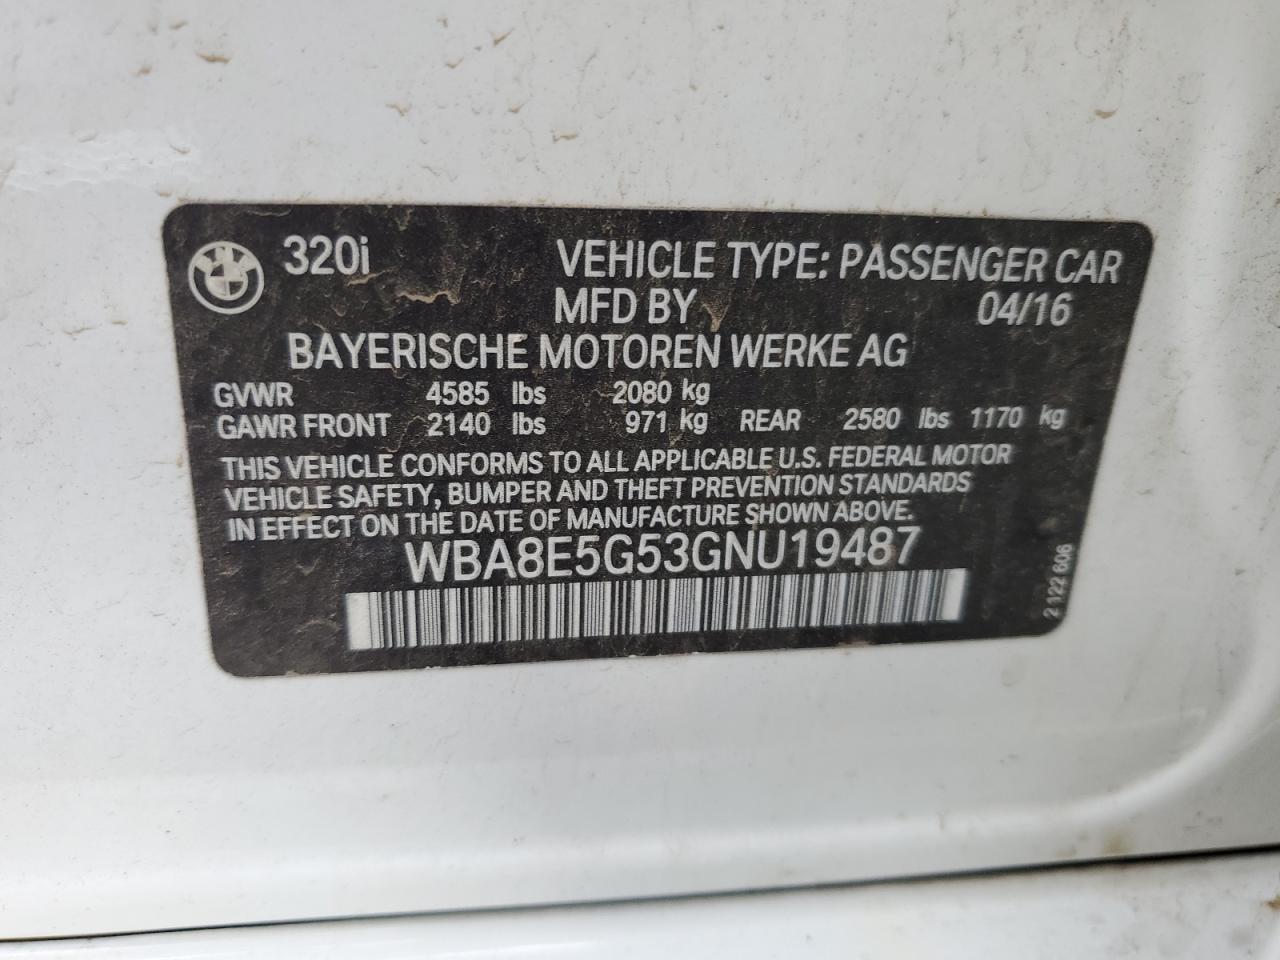 320i VEHICLE TYPE: PASSENGER CAR
MFD BY 04/16
BAYERISCHE MOTOREN WERKE AG
GVWR 4585 lbs 2080 kg
GAWR FRONT 2140 lbs 971 kg REAR 2580 lbs 1170 kg
THIS VEHICLE CONFORMS TO ALL APPLICABLE U.S. FEDERAL MOTOR
VEHICLE SAFETY, BUMPER AND THEFT PREVENTION STANDARDS
IN EFFECT ON THE DATE OF MANUFACTURE SHOWN ABOVE.
WBA8E5G53GNU19487
2 122 606